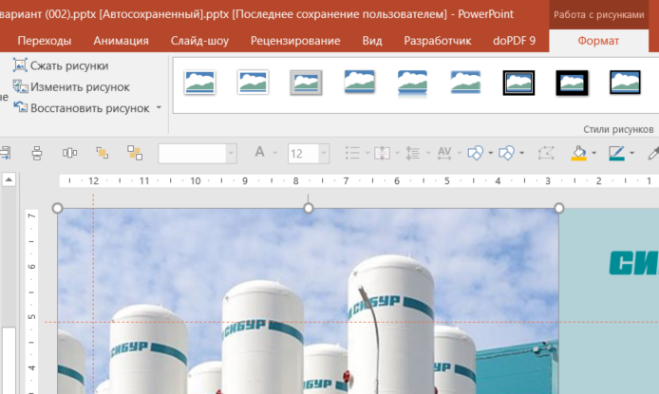 вариант (002).pptx [Автосохраненный].pptx [Последнее сохранение пользователем] - PowerPoint
Работа с рисунками
Переходы Анимация Слайд-шоу Рецензирование Вид Разработчик doPDF 9 Формат
Сжать рисунки
Изменить рисунок
Восстановить рисунок
Стили рисунков
А 12 AV
12 11 10 9 8 7 6 5 4 3 2 1
7
6
5
4
СИ
СИБУР
СИБУР
СИБУР
СИБУР
СИБУР